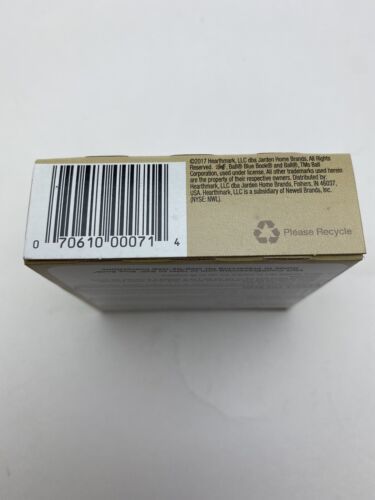 ©2017 Hearthmark, LLC dba Jarden Home Brands. All Rights
Reserved. Ball® Blue Book® and Ball®, TMs Ball
Corporation, used under license. All other trademarks used herein
are the property of their respective owners. Distributed by:
Hearthmark, LLC dba Jarden Home Brands, Fishers, IN 46037,
USA. Hearthmark, LLC is a subsidiary of Newell Brands, Inc.
(NYSE: NWL).
Please Recycle
0 70610 00071 4